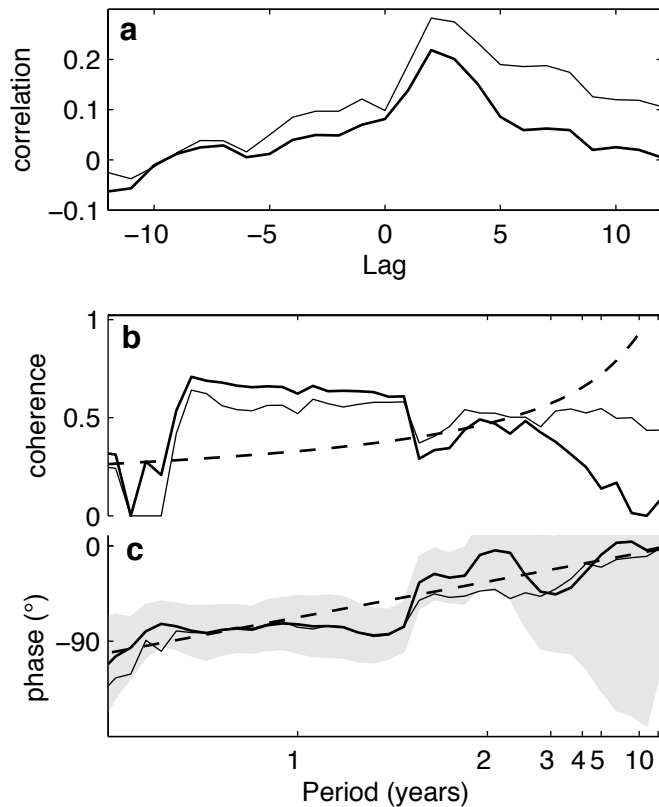 a
0.2
0.1
0
−0.1
correlation
−10 −5 0 5 10
Lag
b
1
0.5
0
coherence
c
0
−90
phase (°)
1 2 3 4 5 10
Period (years)